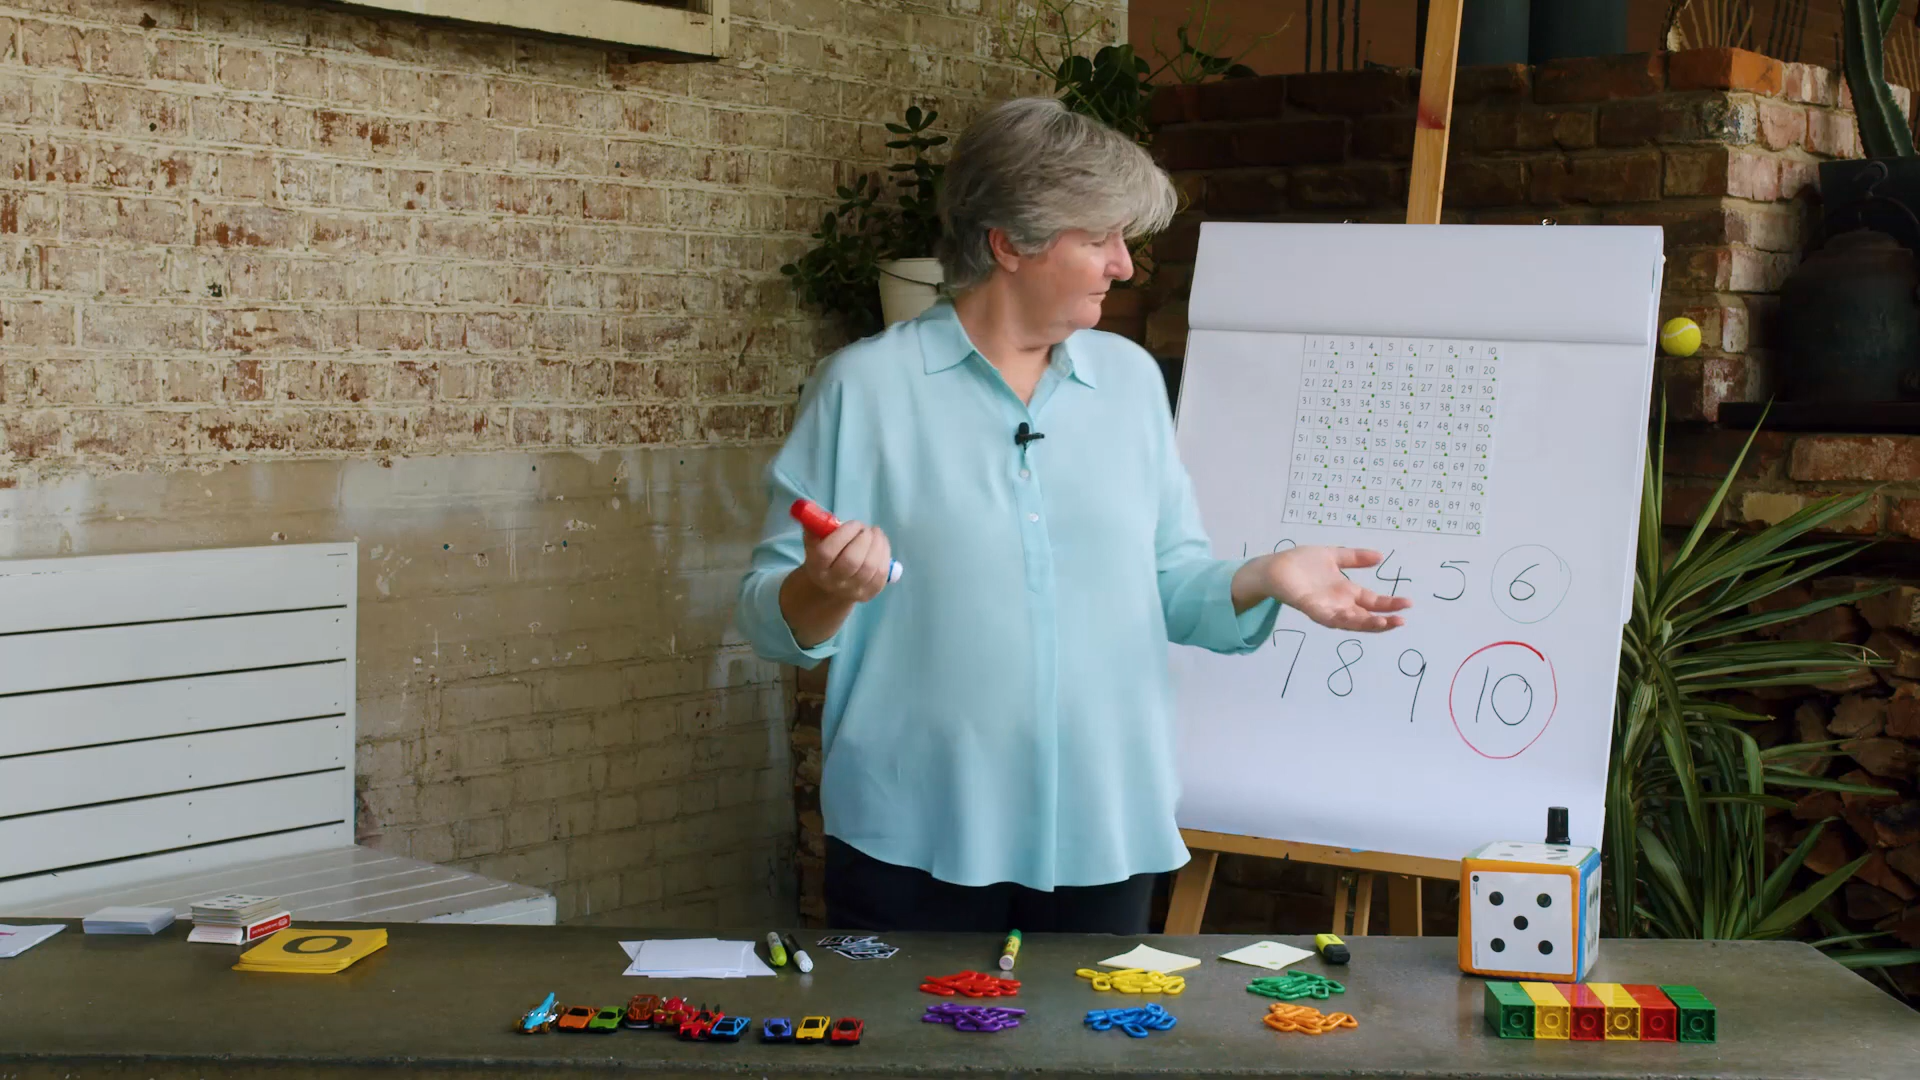 1 2 3 4 5 6 7 8 9 10
11 12 13 14 15 16 17 18 19 20
21 22 23 24 25 26 27 28 29 30
31 32 33 34 35 36 37 38 39 40
41 42 43 44 45 46 47 48 49 50
51 52 53 54 55 56 57 58 59 60
61 62 63 64 65 66 67 68 69 70
71 72 73 74 75 76 77 78 79 80
81 82 83 84 85 86 87 88 89 90
91 92 93 94 95 96 97 98 99 100
4 5 6
7 8 9 10
0